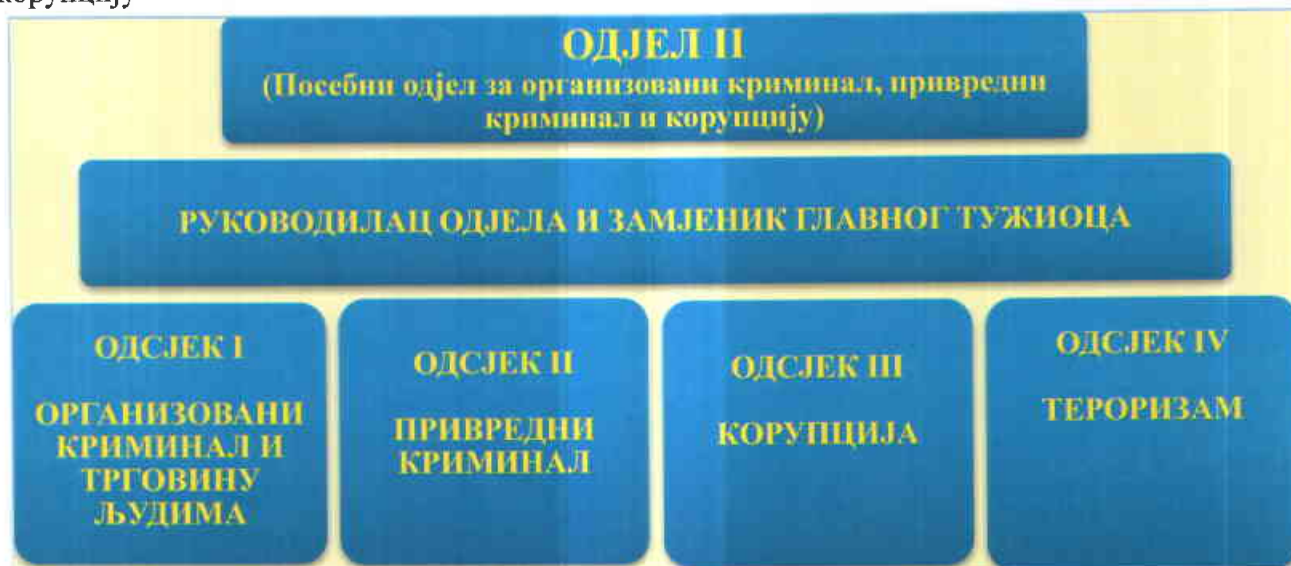 корупцију
ОДЈЕЛ II
(Посебни одјел за организовани криминал, привредни
криминал и корупцију)
РУКОВОДИЛАЦ ОДЈЕЛА И ЗАМЈЕНИК ГЛАВНОГ ТУЖИОЦА
ОДСЈЕК I
ОРГАНИЗОВАНИ
КРИМИНАЛ И
ТРГОВИНУ
ЉУДИМА
ОДСЈЕК II
ПРИВРЕДНИ
КРИМИНАЛ
ОДСЈЕК III
КОРУПЦИЈА
ОДСЈЕК IV
ТЕРОРИЗАМ